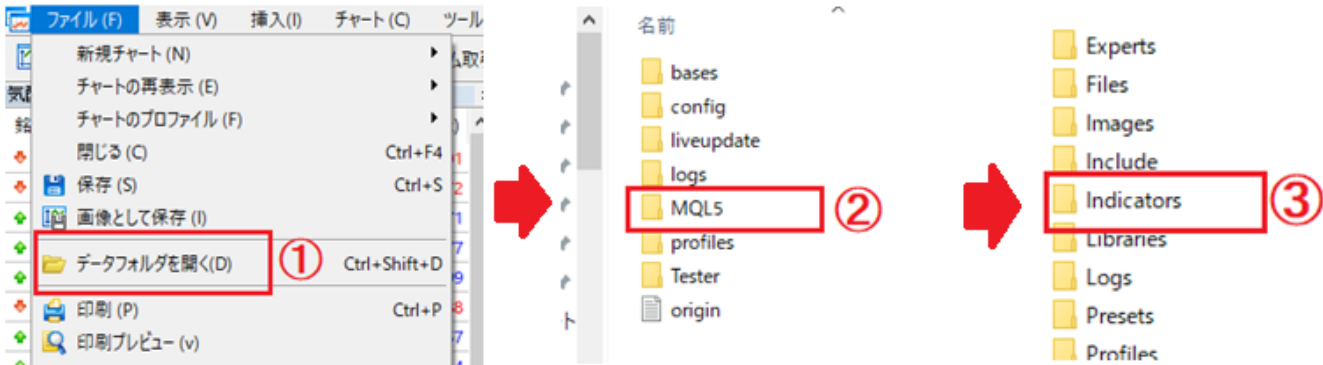 ファイル (F) 表示 (V) 挿入(I) チャート (C) ツール
新規チャート (N)
チャートの再表示 (E)
チャートのプロファイル (F)
閉じる (C) Ctrl+F4
保存 (S) Ctrl+S
画像として保存 (I)
データフォルダを開く(D) ① Ctrl+Shift+D
印刷 (P) Ctrl+P
印刷プレビュー (v)
名前
bases
config
liveupdate
logs
MQL5 ②
profiles
Tester
origin
Experts
Files
Images
Include
Indicators ③
Libraries
Logs
Presets
Profiles